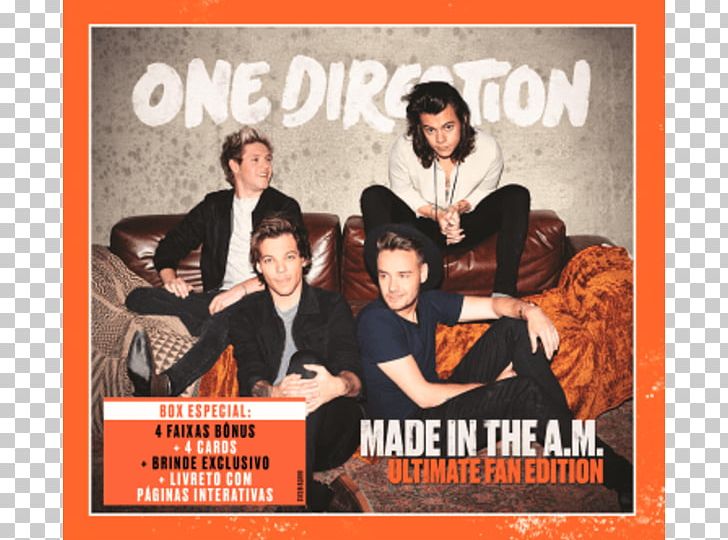 ONE DIRECTION
BOX ESPECIAL:
4 FAIXAS BÔNUS
+ 4 CARDS
+ BRINDE EXCLUSIVO
+ LIVRETO COM
PÁGINAS INTERATIVAS
MADE IN THE A.M.
ULTIMATE FAN EDITION